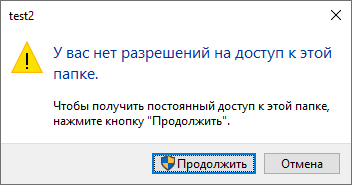 test2
У вас нет разрешений на доступ к этой
папке.
Чтобы получить постоянный доступ к этой папке,
нажмите кнопку "Продолжить".
Продолжить
Отмена